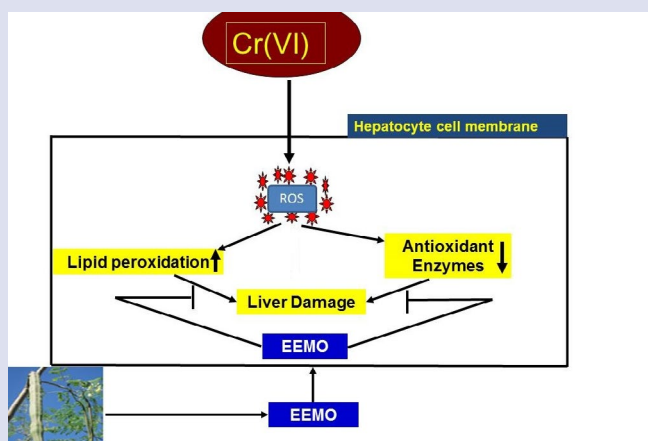 Cr(VI)
Hepatocyte cell membrane
ROS
Lipid peroxidation
Antioxidant
Enzymes
Liver Damage
EEMO
EEMO